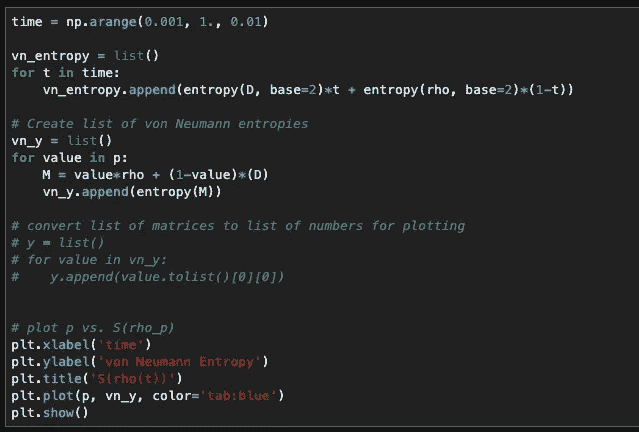 time = np.arange(0.001, 1., 0.01)
vn_entropy = list()
for t in time:
    vn_entropy.append(entropy(D, base=2)*t + entropy(rho, base=2)*(1-t))
# Create list of von Neumann entropies
vn_y = list()
for value in p:
    M = value*rho + (1-value)*(D)
    vn_y.append(entropy(M))
# convert list of matrices to list of numbers for plotting
# y = list()
# for value in vn_y:
#    y.append(value.tolist()[0][0])
# plot p vs. S(rho_p)
plt.xlabel('time')
plt.ylabel('von Neumann Entropy')
plt.title('S(rho(t))')
plt.plot(p, vn_y, color='tab:blue')
plt.show()